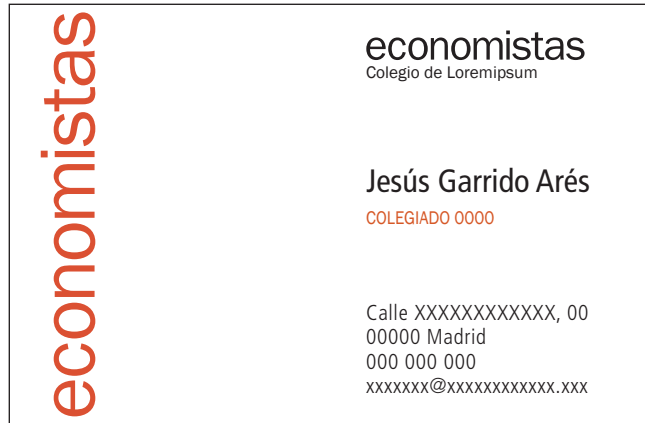 economistas
economistas
Colegio de Loremipsum
Jesús Garrido Arés
COLEGIADO 0000
Calle XXXXXXXXXXXX, 00
00000 Madrid
000 000 000
xxxxxxx@xxxxxxxxxxxx.xxx